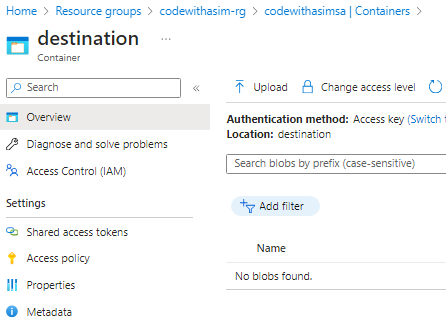 Home > Resource groups > codewithasim-rg > codewithasimsa | Containers >
destination ...
Container
Search «
Overview
Diagnose and solve problems
Access Control (IAM)
Settings
Shared access tokens
Access policy
Properties
Metadata
Upload Change access level
Authentication method: Access key (Switch
Location: destination
Search blobs by prefix (case-sensitive)
Add filter
Name
No blobs found.